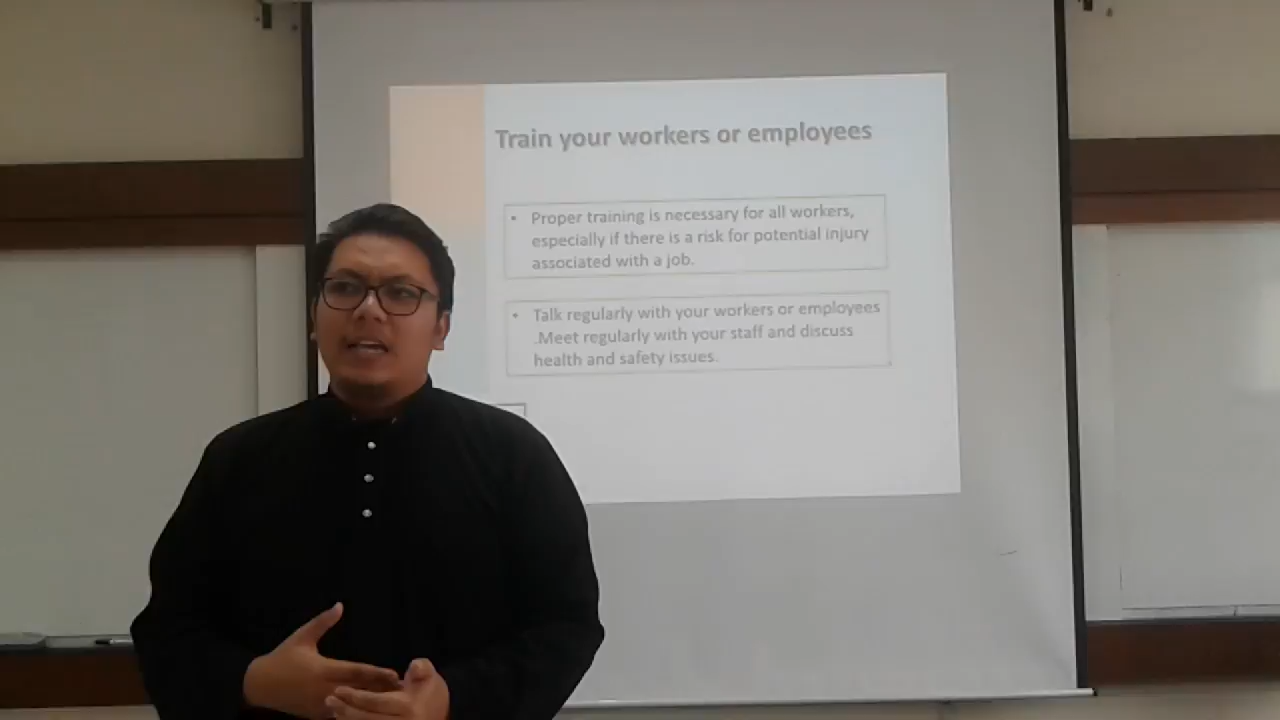 Train your workers or employees
• Proper training is necessary for all workers,
especially if there is a risk for potential injury
associated with a job.
• Talk regularly with your workers or employees
.Meet regularly with your staff and discuss
health and safety issues.